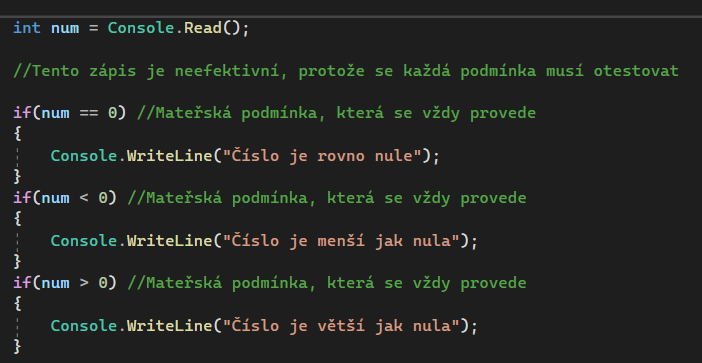 int num = Console.Read();
//Tento zápis je neefektivní, protože se každá podmínka musí otestovat
if(num == 0) //Mateřská podmínka, která se vždy provede
{
Console.WriteLine("Číslo je rovno nule");
}
if(num < 0) //Mateřská podmínka, která se vždy provede
{
Console.WriteLine("Číslo je menší jak nula");
}
if(num > 0) //Mateřská podmínka, která se vždy provede
{
Console.WriteLine("Číslo je větší jak nula");
}